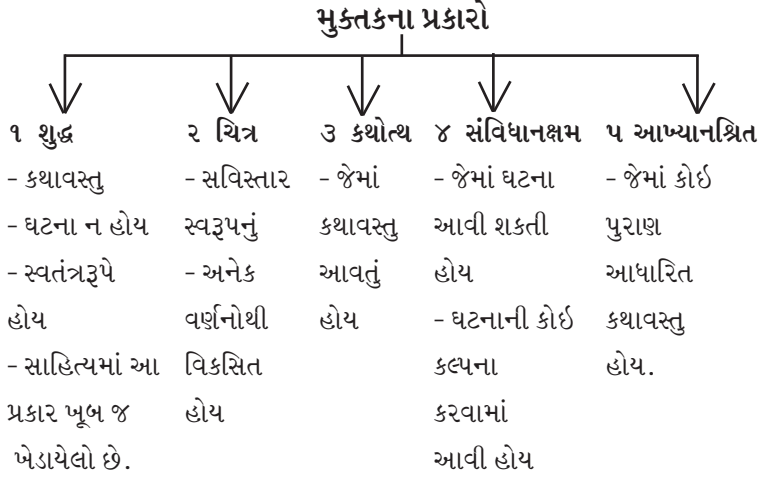 મુક્તકના પ્રકારો
૧ શુદ્ધ
- કથાવસ્તુ
- ઘટના ન હોય
- સ્વતંત્રરૂપે
હોય
- સાહિત્યમાં આ
પ્રકાર ખૂબ જ
ખેડાયેલો છે.
૨ ચિત્ર
- સવિસ્તાર
સ્વરૂપનું
- અનેક
વર્ણનોથી
વિકસિત
હોય
૩ કથોત્થ
- જેમાં
કથાવસ્તુ
આવતું
હોય
૪ સંવિધાનક્ષમ
- જેમાં ઘટના
આવી શકતી
હોય
- ઘટનાની કોઇ
કલ્પના
કરવામાં
આવી હોય
૫ આખ્યાનશ્રિત
- જેમાં કોઇ
પુરાણ
આધારિત
કથાવસ્તુ
હોય.